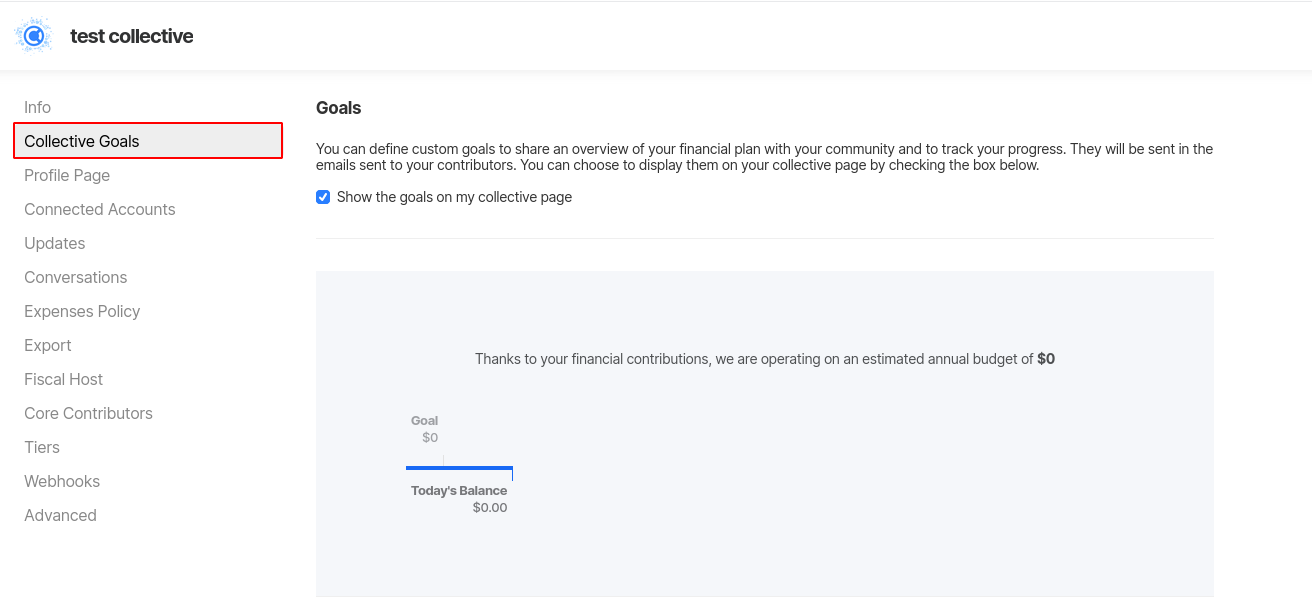 test collective
Info
Collective Goals
Profile Page
Connected Accounts
Updates
Conversations
Expenses Policy
Export
Fiscal Host
Core Contributors
Tiers
Webhooks
Advanced
Goals
You can define custom goals to share an overview of your financial plan with your community and to track your progress. They will be sent in the
emails sent to your contributors. You can choose to display them on your collective page by checking the box below.
Show the goals on my collective page
Thanks to your financial contributions, we are operating on an estimated annual budget of $0
Goal
$0
Today's Balance
$0.00